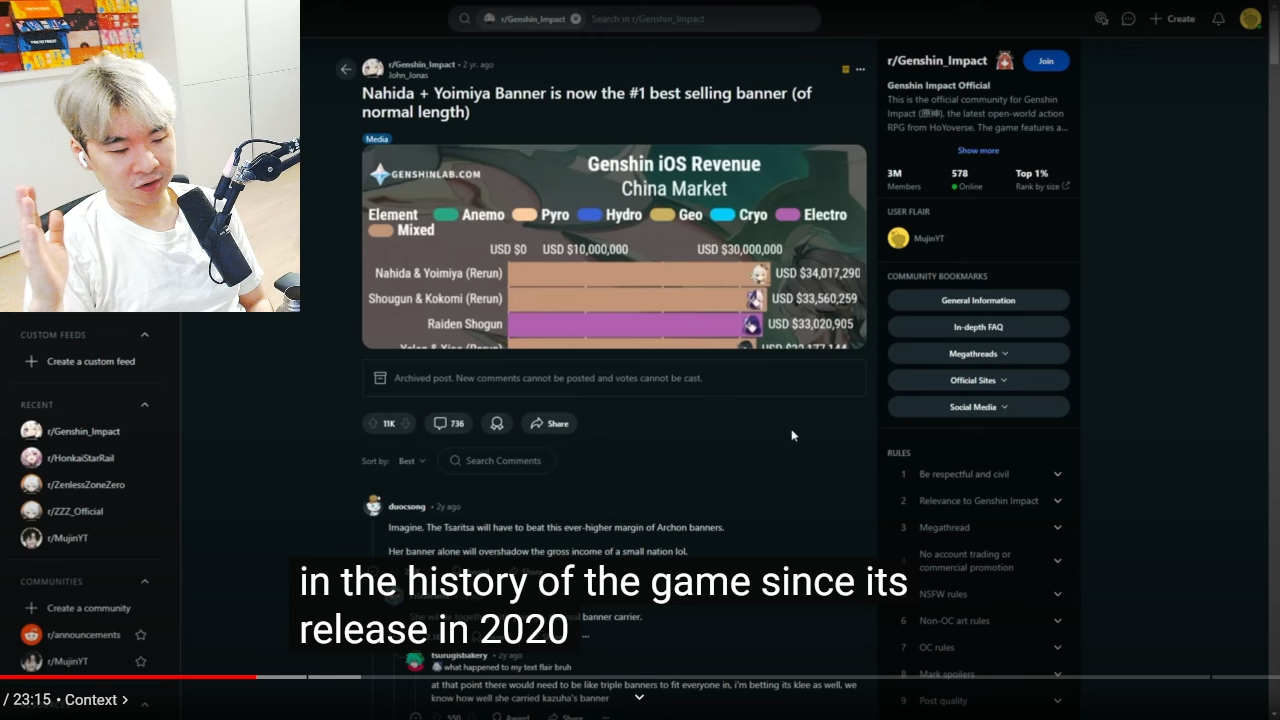 r/Genshin_Impact
Search in r/Genshin_Impact
Create
r/Genshin_Impact • 2 yr. ago
John_Jonas
Nahida + Yoimiya Banner is now the #1 best selling banner (of
normal length)
Media
GENSHINLAB.COM
Genshin iOS Revenue
China Market
Element Anemo Pyro Hydro Geo Cryo Electro
Mixed
USD $0 USD $10,000,000 USD $30,000,000
Nahida & Yoimiya (Rerun) USD $34,017,290
Shougun & Kokomi (Rerun) USD $33,560,259
Raiden Shogun USD $33,020,905
Archived post. New comments cannot be posted and votes cannot be cast.
11K 736 Share
Sort by: Best Search Comments
duocsong • 2y ago
Imagine, The Tsaritsa will have to beat this ever-higher margin of Archon banners.
Her banner alone will overshadow the gross income of a small nation lol.
banner carrier.
tsurugisbakery • 2y ago
what happened to my text flair bruh
at that point there would need to be like triple banners to fit everyone in, i'm betting its klee as well, we
know how well she carried kazuha's banner
550 Award Share
r/Genshin_Impact
Join
Genshin Impact Official
This is the official community for Genshin
Impact (原神), the latest open-world action
RPG from HoYoverse. The game features a...
Show more
3M 578 Top 1%
Members Online Rank by size
USER FLAIR
MujinYT
COMMUNITY BOOKMARKS
General Information
In-depth FAQ
Megathreads
Official Sites
Social Media
RULES
1 Be respectful and civil
2 Relevance to Genshin Impact
3 Megathread
No account trading or
commercial promotion
NSFW rules
6 Non-OC art rules
7 OC rules
8 Mark spoilers
9 Post quality
CUSTOM FEEDS
Create a custom feed
RECENT
r/Genshin_Impact
r/HonkaiStarRail
r/ZenlessZoneZero
r/ZZZ_Official
r/MujinYT
COMMUNITIES
Create a community
r/announcements
r/MujinYT
in the history of the game since its
release in 2020
/ 23:15 • Context